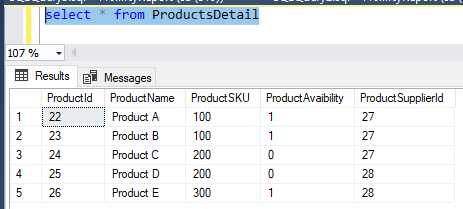 select * from ProductsDetail
107 %
Results Messages
ProductId ProductName ProductSKU ProductAvaibility ProductSupplierId
1 22 Product A 100 1 27
2 23 Product B 100 1 27
3 24 Product C 200 0 27
4 25 Product D 200 0 28
5 26 Product E 300 1 28